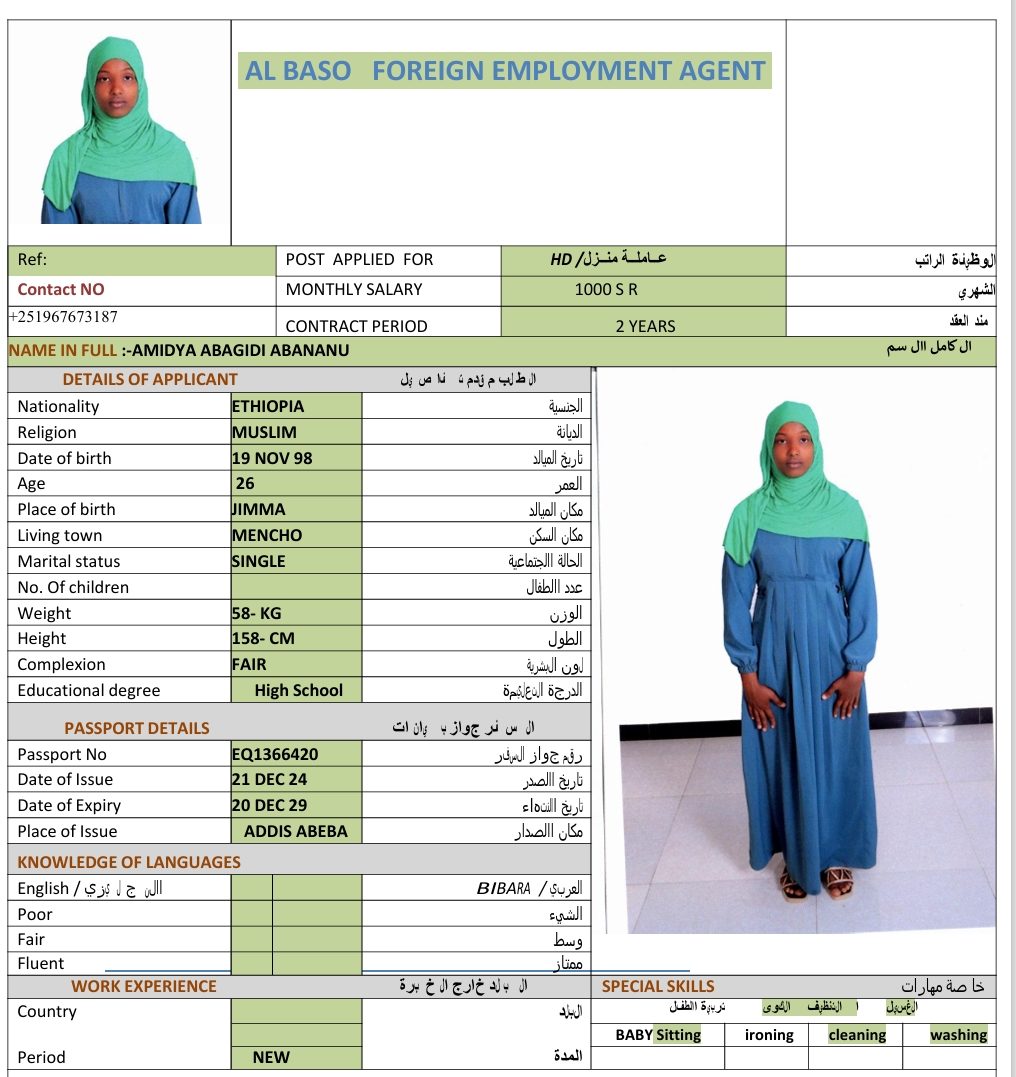 AL BASO FOREIGN EMPLOYMENT AGENT
Ref: POST APPLIED FOR HD / عـاملـة منـزل الوظيفة الراتب
Contact NO MONTHLY SALARY 1000 S R الشهري
+251967673187 CONTRACT PERIOD 2 YEARS مند العقد
NAME IN FULL :-AMIDYA ABAGIDI ABANANU ال كامل اال سم
DETAILS OF APPLICANT
Nationality ETHIOPIA الجنسية
Religion MUSLIM الديانة
Date of birth 19 NOV 98 تاريخ الميالد
Age 26 العمر
Place of birth JIMMA مكان الميالد
Living town MENCHO مكان السكن
Marital status SINGLE الحالة االجتماعية
No. Of children عدد االطفال
Weight 58- KG الوزن
Height 158- CM الطول
Complexion FAIR لون البشرية
Educational degree High School الدرجة التعليمية
PASSPORT DETAILS ال س فر جواز ب يان ات
Passport No EQ1366420 رقم جواز السفر
Date of Issue 21 DEC 24 تاريخ االصدر
Date of Expiry 20 DEC 29 تاريخ االنتهاء
Place of Issue ADDIS ABEBA مكان االصدار
KNOWLEDGE OF LANGUAGES
English / االن ج ل يزي BIBARA / العربي
Poor الشيء
Fair وسط
Fluent ممتاز
WORK EXPERIENCE ال ب لد خارج ال خ برة SPECIAL SKILLS خا صة مهارات
Country البلد تربية االطفال الكوى التنظيف الغسيل
BABY Sitting ironing cleaning washing
Period NEW المدة